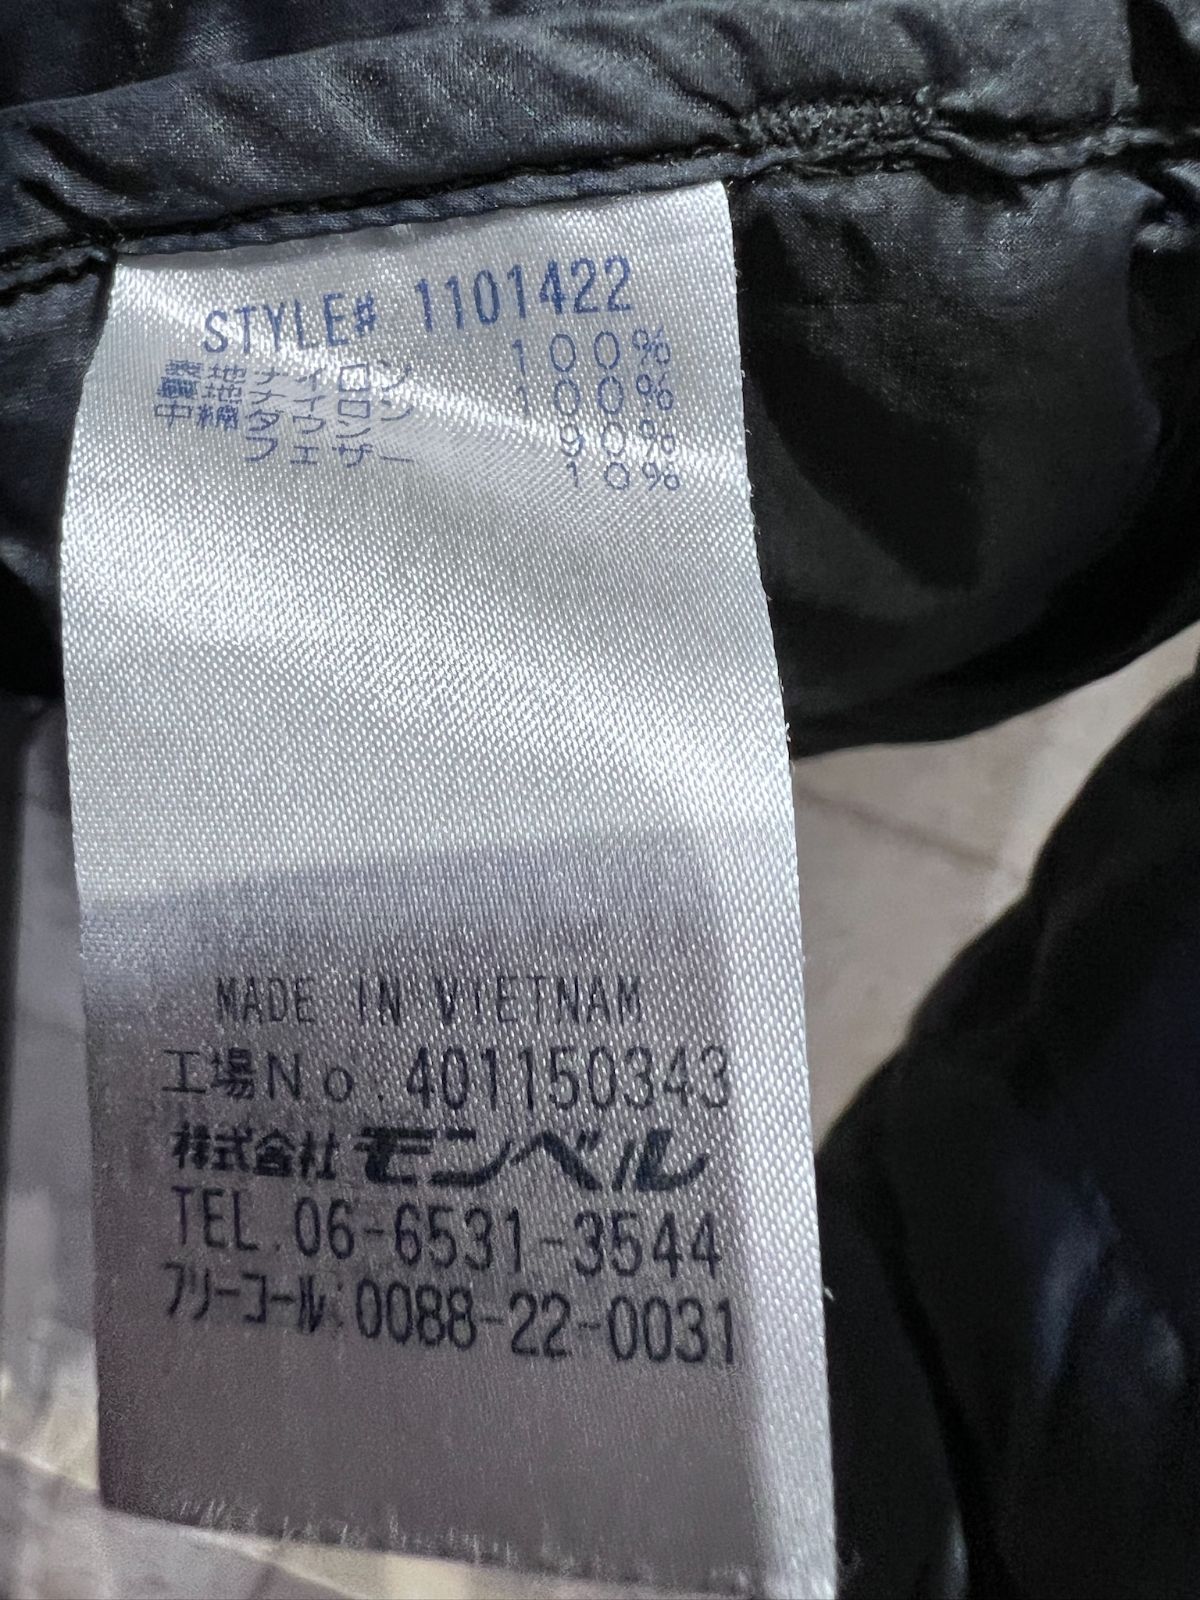 STYLE# 1101422
表地ナイロン 100%
裏地ナイロン 100%
中綿ダウン 90%
フェザー 10%
MADE IN VIETNAM
工場No. 401150343
株式会社モンベル
TEL.06-6531-3544
フリーコール:0088-22-0031